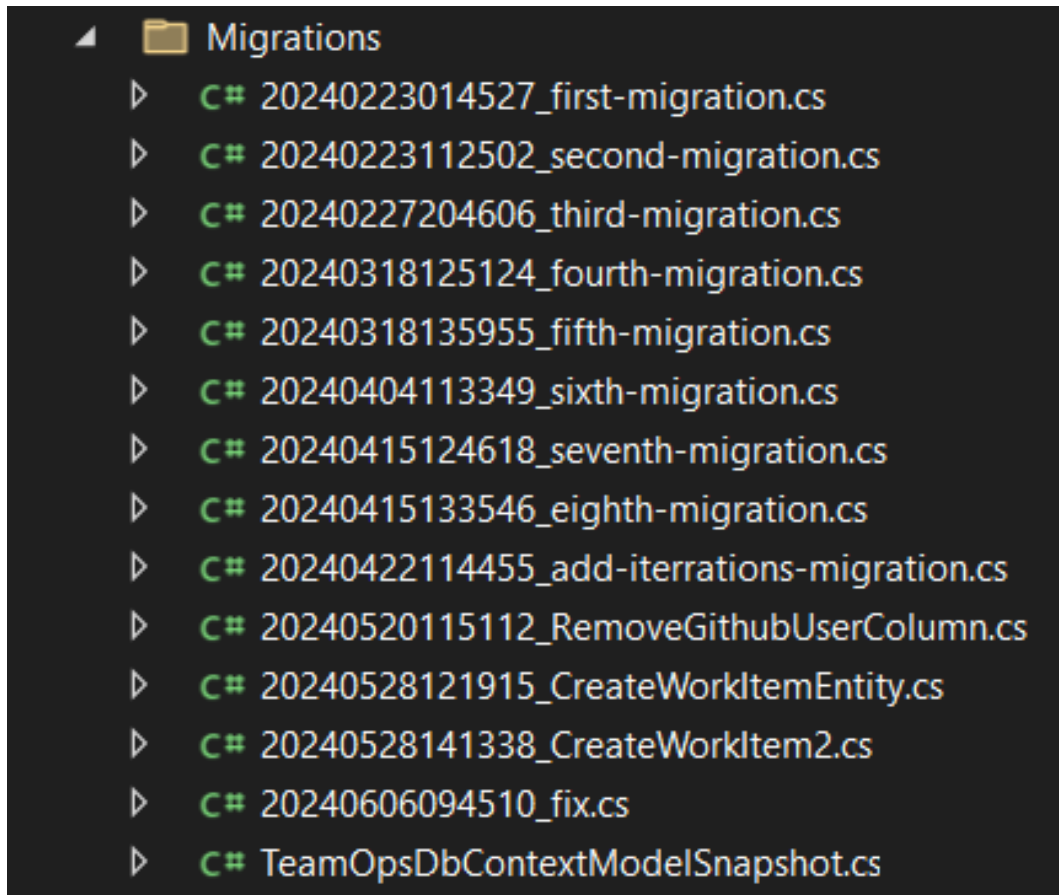 Migrations
C# 20240223014527_first-migration.cs
C# 20240223112502_second-migration.cs
C# 20240227204606_third-migration.cs
C# 20240318125124_fourth-migration.cs
C# 20240318135955_fifth-migration.cs
C# 20240404113349_sixth-migration.cs
C# 20240415124618_seventh-migration.cs
C# 20240415133546_eighth-migration.cs
C# 20240422114455_add-iterrations-migration.cs
C# 20240520115112_RemoveGithubUserColumn.cs
C# 20240528121915_CreateWorkItemEntity.cs
C# 20240528141338_CreateWorkItem2.cs
C# 20240606094510_fix.cs
C# TeamOpsDbContextModelSnapshot.cs